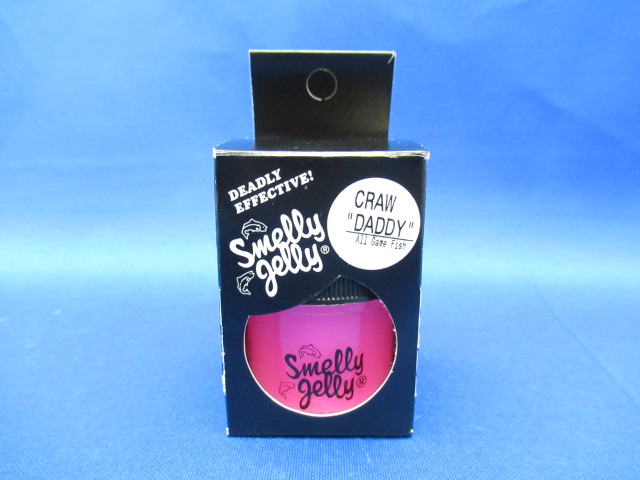 DEADLY
EFFECTIVE!
Smelly
Jelly®
CRAW
"DADDY"
All Game Fish
Smelly
Jelly®